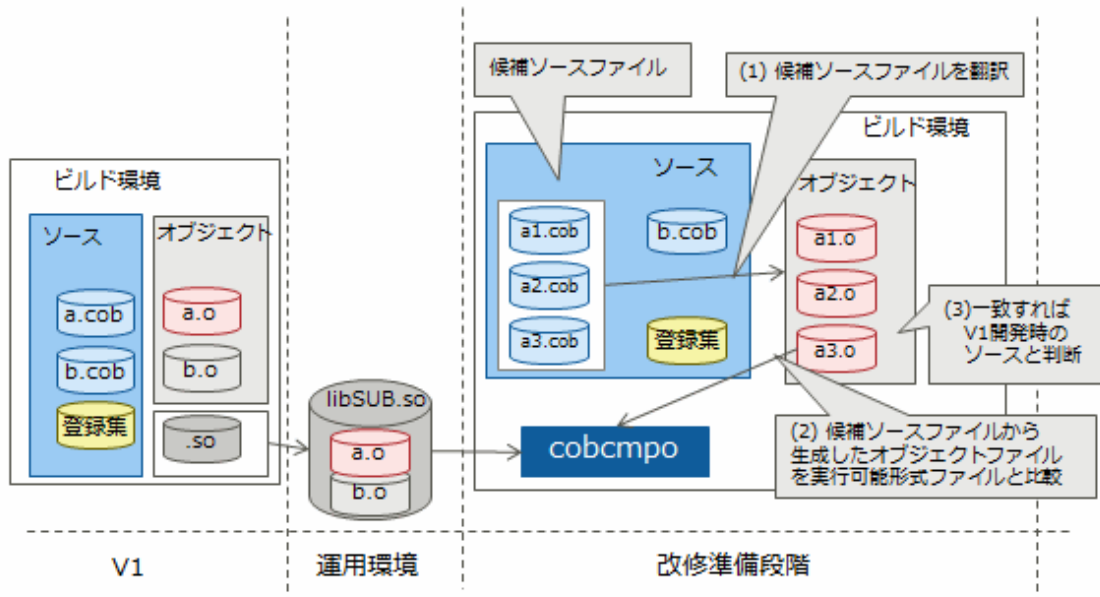 候補ソースファイル
(1) 候補ソースファイルを翻訳
ビルド環境
ソース
オブジェクト
a.cob
a.o
b.cob
b.o
登録集
.so
libSUB.so
a.o
b.o
ビルド環境
ソース
オブジェクト
a1.cob
b.cob
a1.o
a2.cob
a2.o
a3.cob
登録集
a3.o
(3)一致すれば
V1開発時の
ソースと判断
cobcmpo
(2) 候補ソースファイルから
生成したオブジェクトファイル
を実行可能形式ファイルと比較
V1
運用環境
改修準備段階